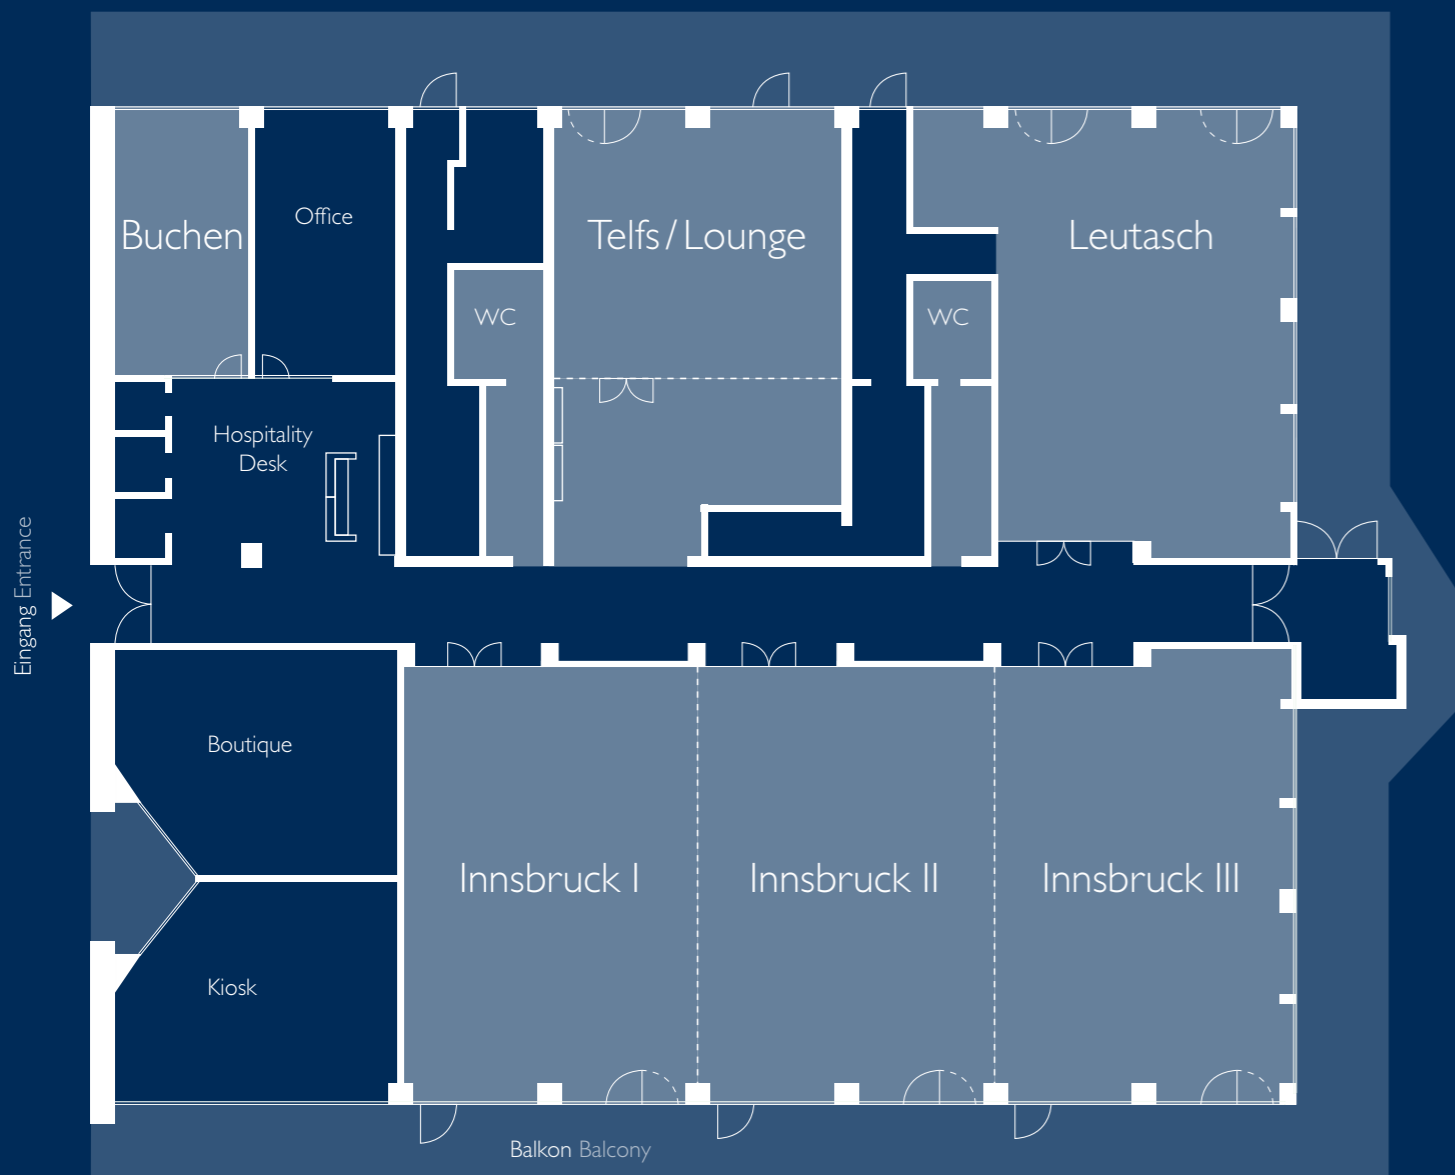 Office
Buchen
Telfs / Lounge
Leutasch
WC
WC
Hospitality
Desk
Eingang Entrance
Boutique
Innsbruck I
Innsbruck II
Innsbruck III
Kiosk
Balkon Balcony